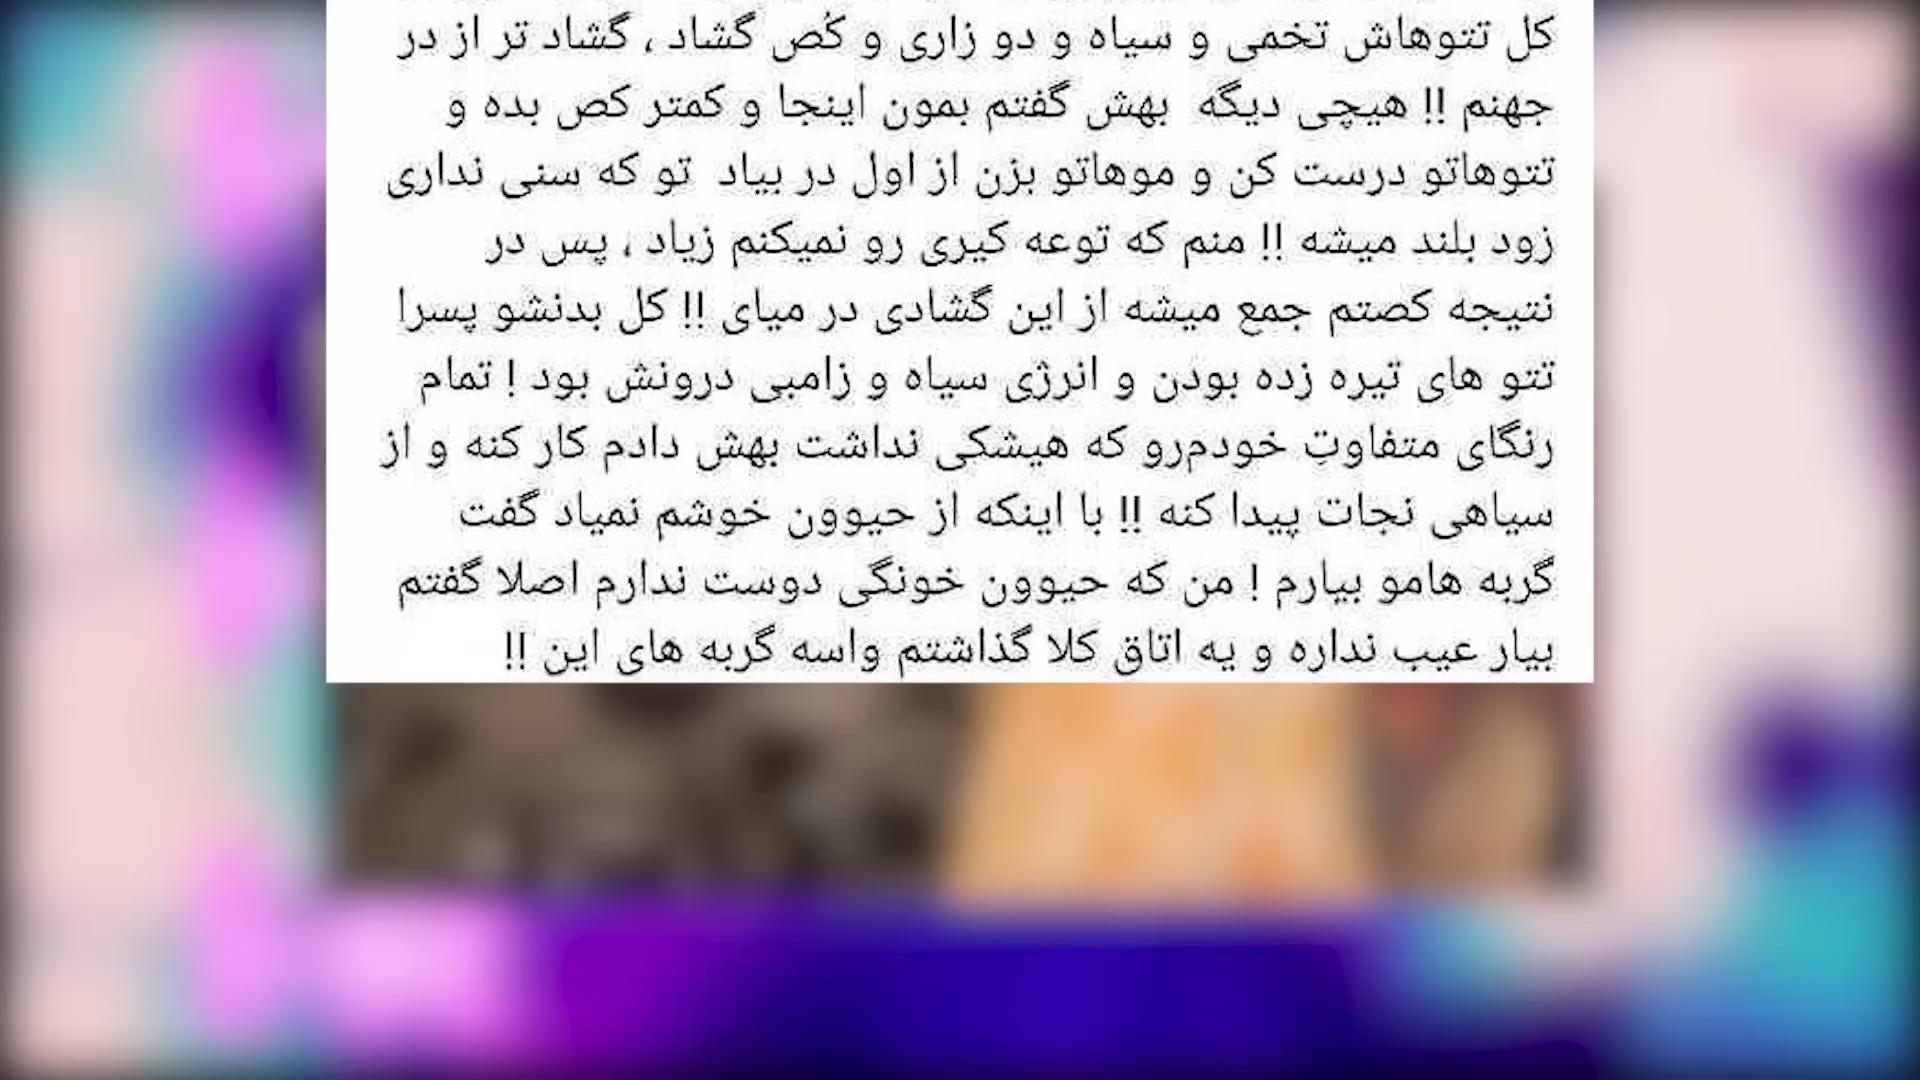 کل تتوهاش تخمی و سیاه و دو زاری و کُص گشاد ، گشاد تر از در
جهنم !! هیچی دیگه بهش گفتم بمون اینجا و کمتر کص بده و
تتوهاتو درست کن و موهاتو بزن از اول در بیاد تو که سنی نداری
زود بلند میشه !! منم که توعه کیری رو نمیکنم زیاد ، پس در
نتیجه کصتم جمع میشه از این گشادی در میای !! کل بدنشو پسرا
تتو های تیره زده بودن و انرژی سیاه و زامبی درونش بود ! تمام
رنگای متفاوتِ خودم‌رو که هیشکی نداشت بهش دادم کار کنه و از
سیاهی نجات پیدا کنه !! با اینکه از حیوون خوشم نمیاد گفت
گربه هامو بیارم ! من که حیوون خونگی دوست ندارم اصلا گفتم
بیار عیب نداره و یه اتاق کلا گذاشتم واسه گربه های این !!